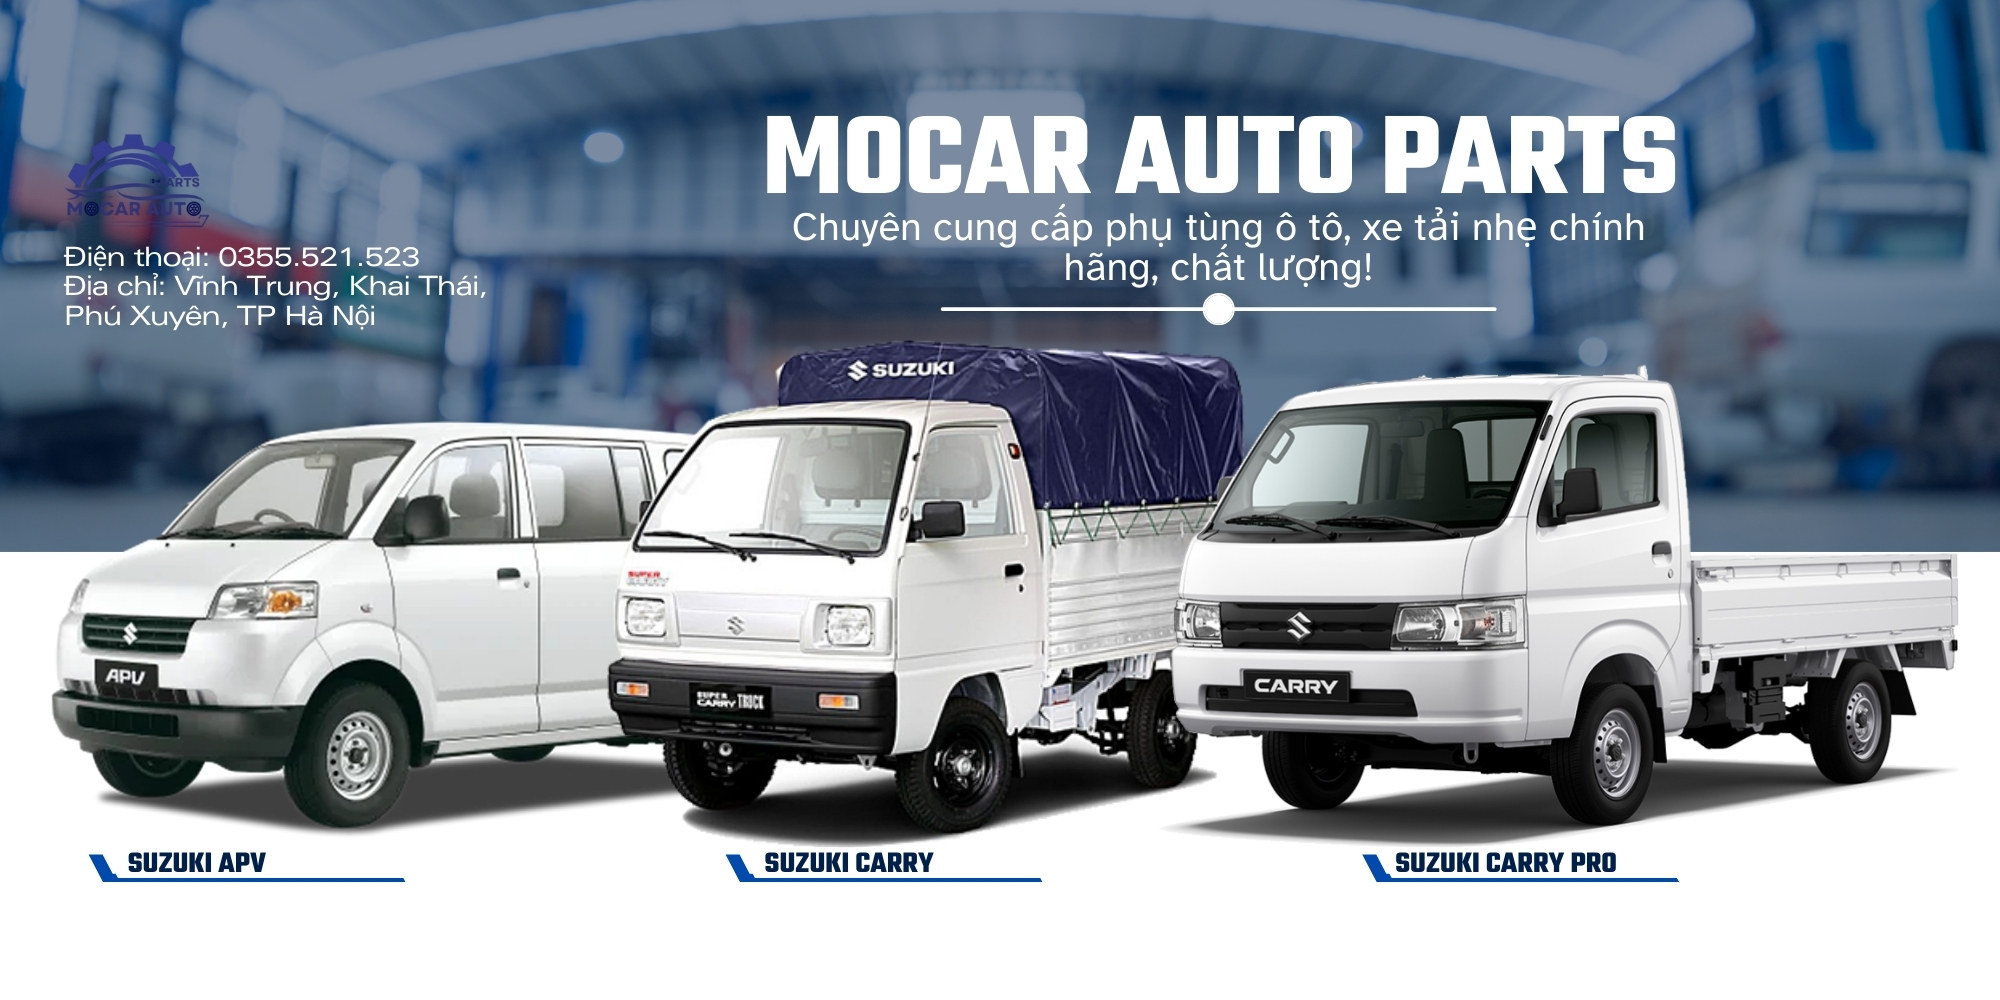 MOCAR AUTO PARTS
Chuyên cung cấp phụ tùng ô tô, xe tải nhẹ chính
hãng, chất lượng!
PARTS
MOCAR AUTO
Điện thoại: 0355.521.523
Địa chỉ: Vĩnh Trung, Khai Thái,
Phú Xuyên, TP Hà Nội
SUZUKI
SUPER
CARRY
APV
SUPER
CARRY TRUCK
CARRY
SUZUKI APV
SUZUKI CARRY
SUZUKI CARRY PRO